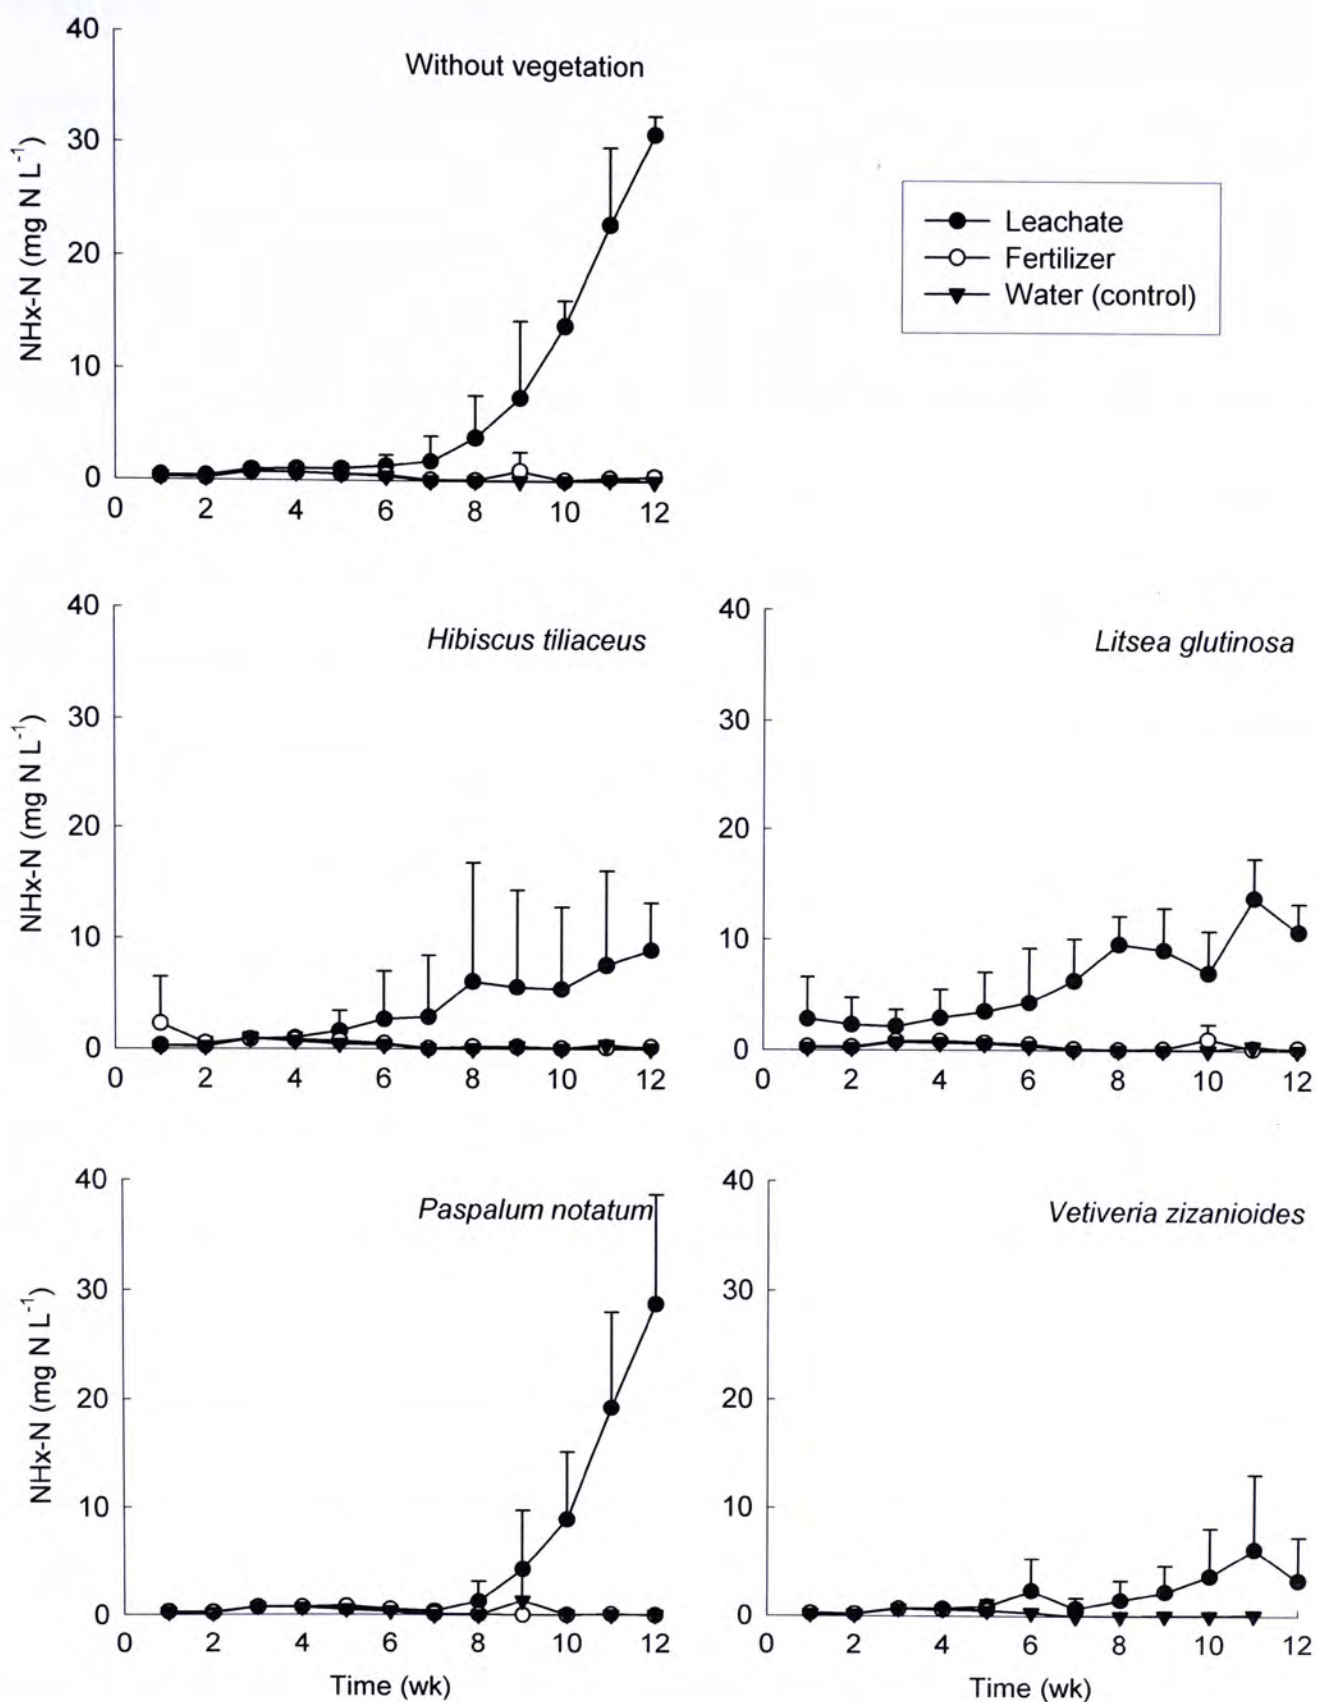 Without vegetation
NHx-N (mg N L⁻¹)
40
30
20
10
0
0 2 4 6 8 10 12
Leachate
Fertilizer
Water (control)
Hibiscus tiliaceus
NHx-N (mg N L⁻¹)
40
30
20
10
0
0 2 4 6 8 10 12
Litsea glutinosa
40
30
20
10
0
0 2 4 6 8 10 12
Paspalum notatum
NHx-N (mg N L⁻¹)
40
30
20
10
0
0 2 4 6 8 10 12
Time (wk)
Vetiveria zizanioides
40
30
20
10
0
0 2 4 6 8 10 12
Time (wk)